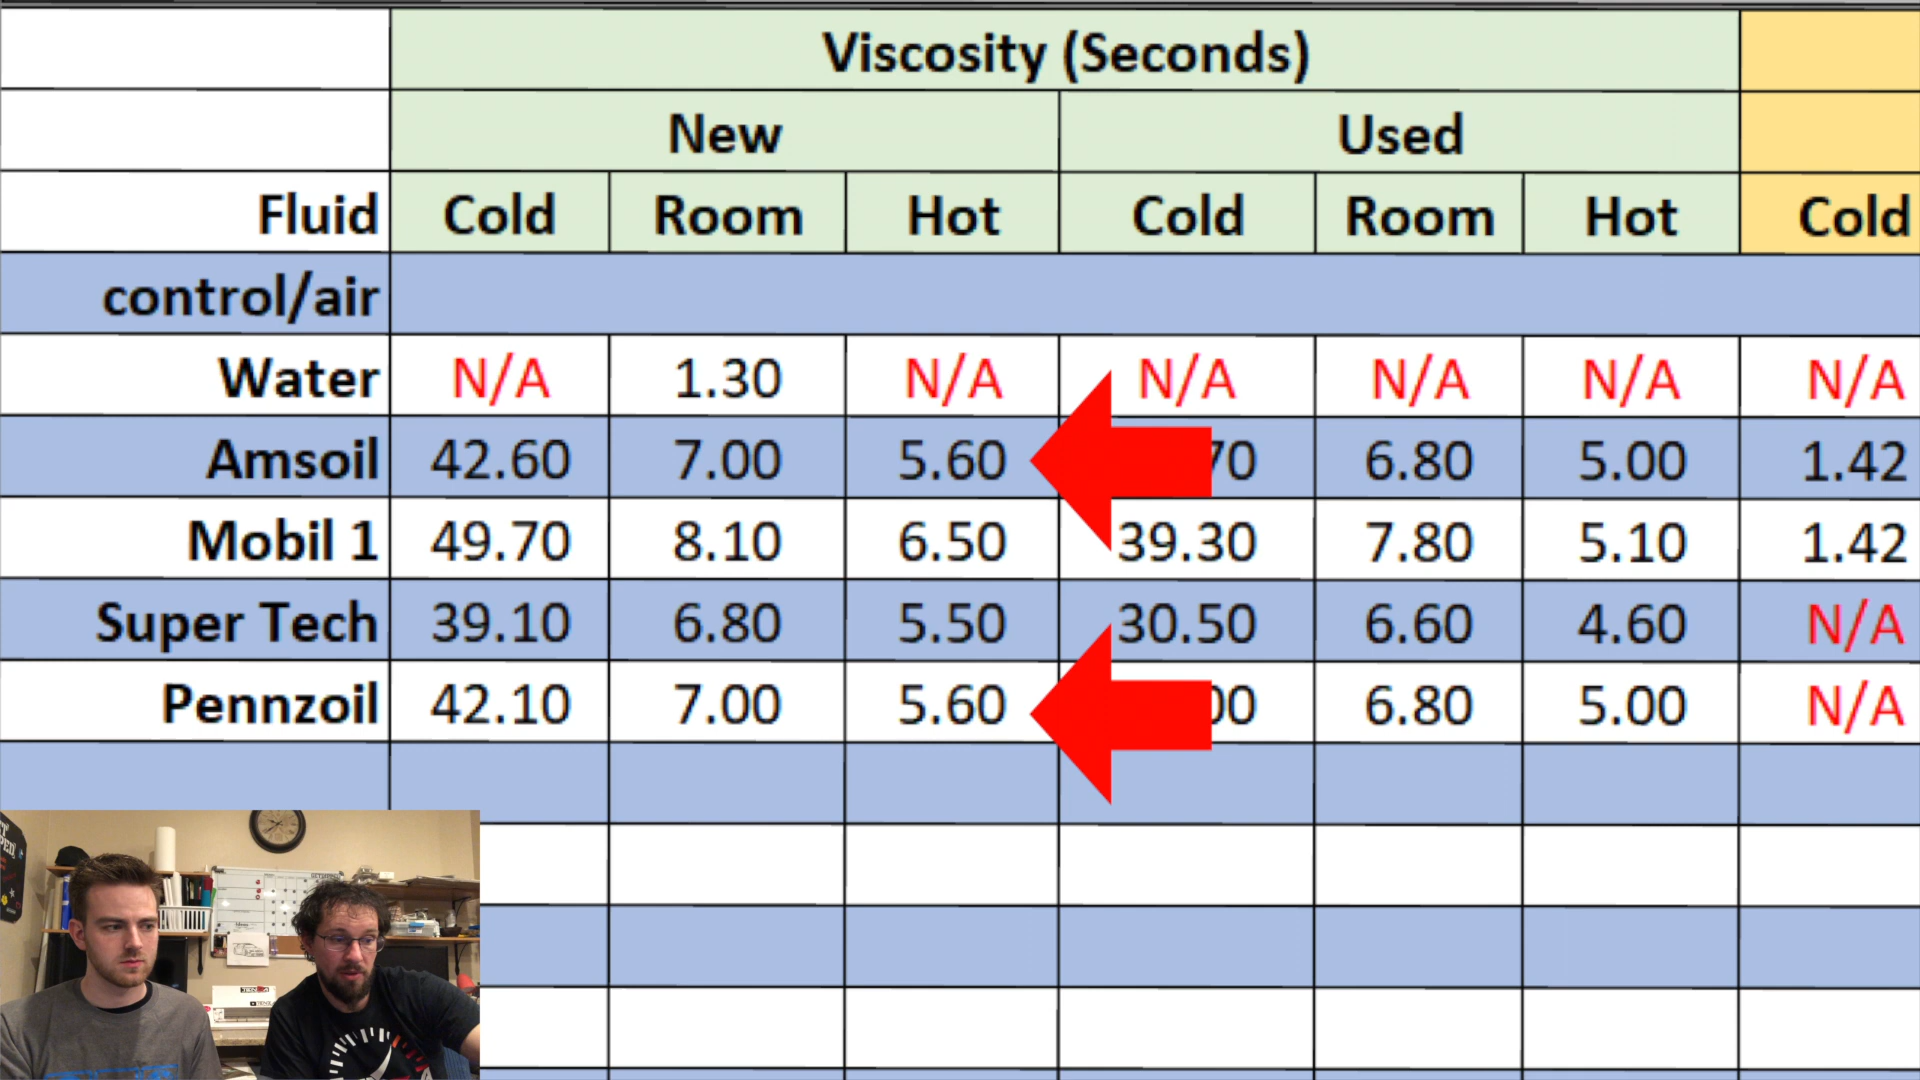 Viscosity (Seconds)
New Used
Fluid Cold Room Hot Cold Room Hot Cold
control/air
Water N/A 1.30 N/A N/A N/A N/A N/A
Amsoil 42.60 7.00 5.60 70 6.80 5.00 1.42
Mobil 1 49.70 8.10 6.50 39.30 7.80 5.10 1.42
Super Tech 39.10 6.80 5.50 30.50 6.60 4.60 N/A
Pennzoil 42.10 7.00 5.60 00 6.80 5.00 N/A